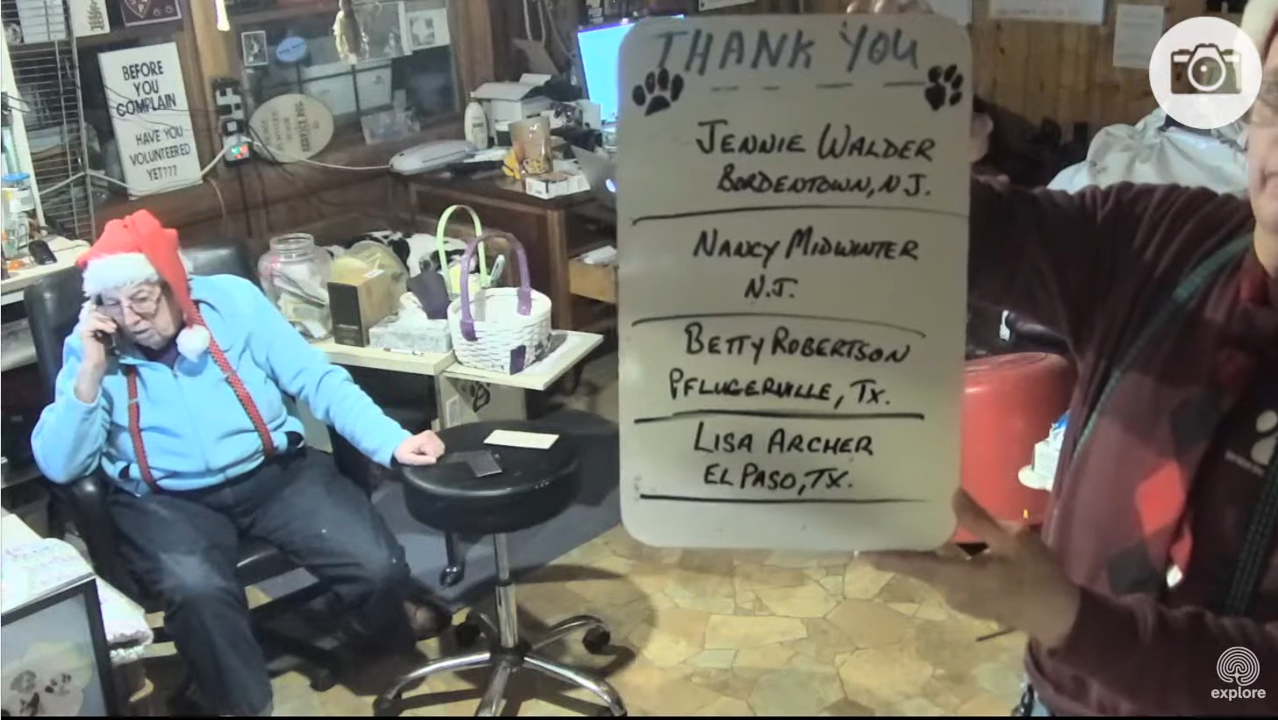 BEFORE
YOU
COMPLAIN
HAVE YOU
VOLUNTEERED
YET???
THANK YOU
JENNIE WALDER
BORDENTOWN, N.J.
NANCY MIDWINTER
N.J.
BETTY ROBERTSON
PFLUGERVILLE, TX.
LISA ARCHER
EL PASO, TX.
explore